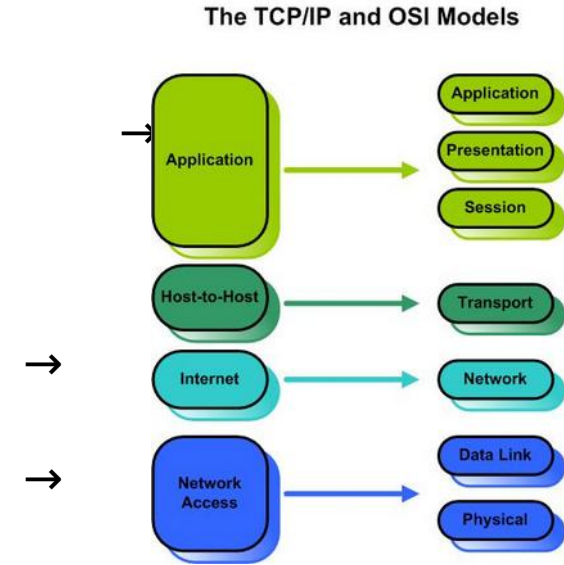 The TCP/IP and OSI Models
Application
Application
Presentation
Session
Host-to-Host
Transport
Internet
Network
Network
Access
Data Link
Physical